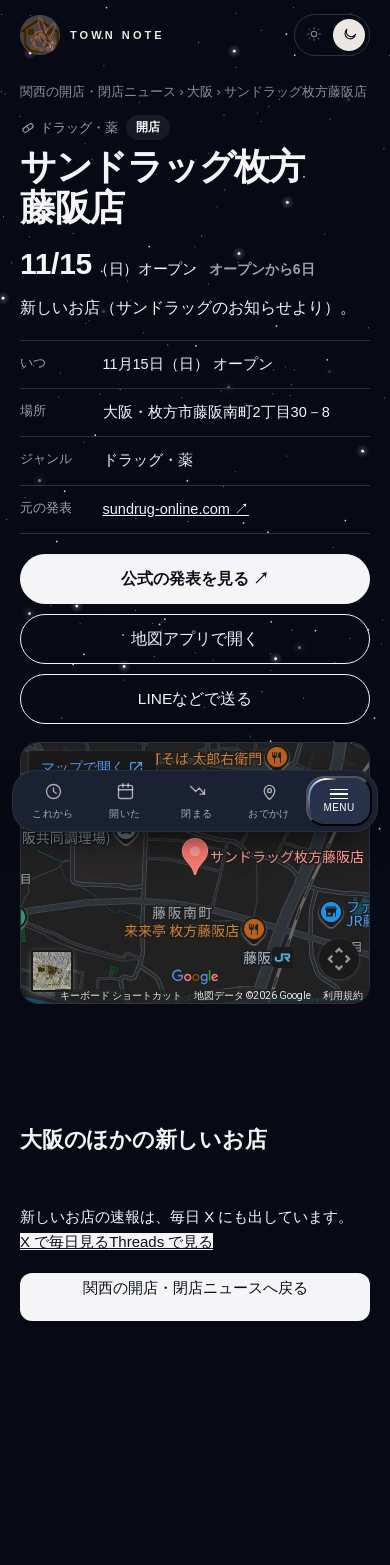 TOWN NOTE
関西の開店・閉店ニュース › 大阪 › サンドラッグ枚方藤阪店
ドラッグ・薬 開店
サンドラッグ枚方
藤阪店
11/15（日）オープン オープンから6日
新しいお店（サンドラッグのお知らせより）。
いつ 11月15日（日） オープン
場所 大阪・枚方市藤阪南町2丁目30－8
ジャンル ドラッグ・薬
元の発表 sundrug-online.com ↗
公式の発表を見る ↗
地図アプリで開く
LINEなどで送る
そば 太郎右衛門
マップで開く
これから 開いた 閉まる おでかけ MENU
阪共同調理場)
サンドラッグ枚方藤阪店
藤阪南町
来来亭 枚方藤阪店
JR藤
藤阪 JR
Google
キーボード ショートカット 地図データ ©2026 Google 利用規約
大阪のほかの新しいお店
新しいお店の速報は、毎日 X にも出しています。
X で毎日見るThreads で見る
関西の開店・閉店ニュースへ戻る